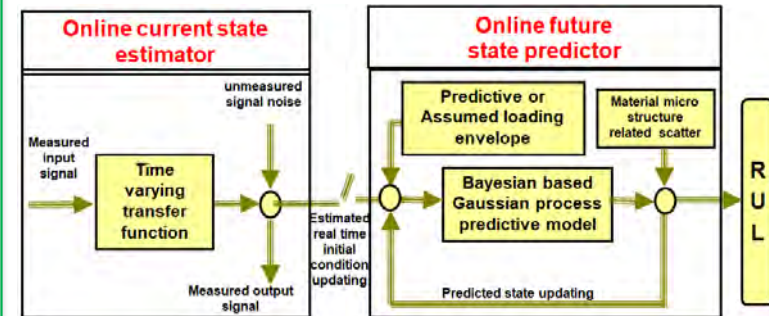 Online current state
estimator
unmeasured
signal noise
Measured
input
signal
Time
varying
transfer
function
Measured output
signal
Estimated
real time
initial
condition
updating
Online future
state predictor
Predictive or
Assumed loading
envelope
Material micro
structure
related scatter
Bayesian based
Gaussian process
predictive model
Predicted state updating
R
U
L